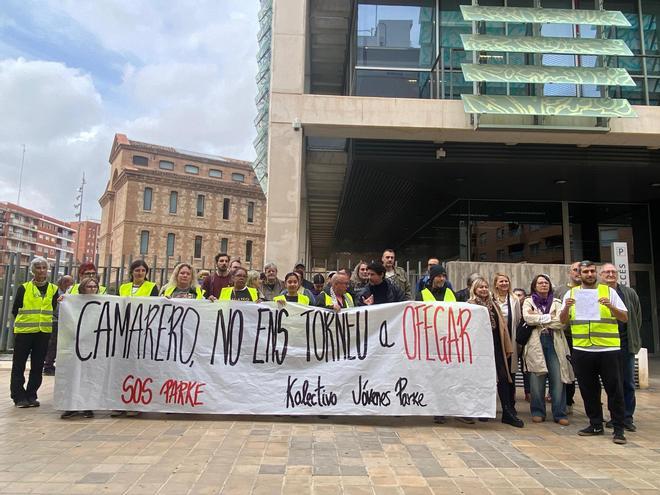 CAMARERO, NO ENS TORNEU A OFEGAR
SOS PARKE
Kolectivo Jóvenes Parke